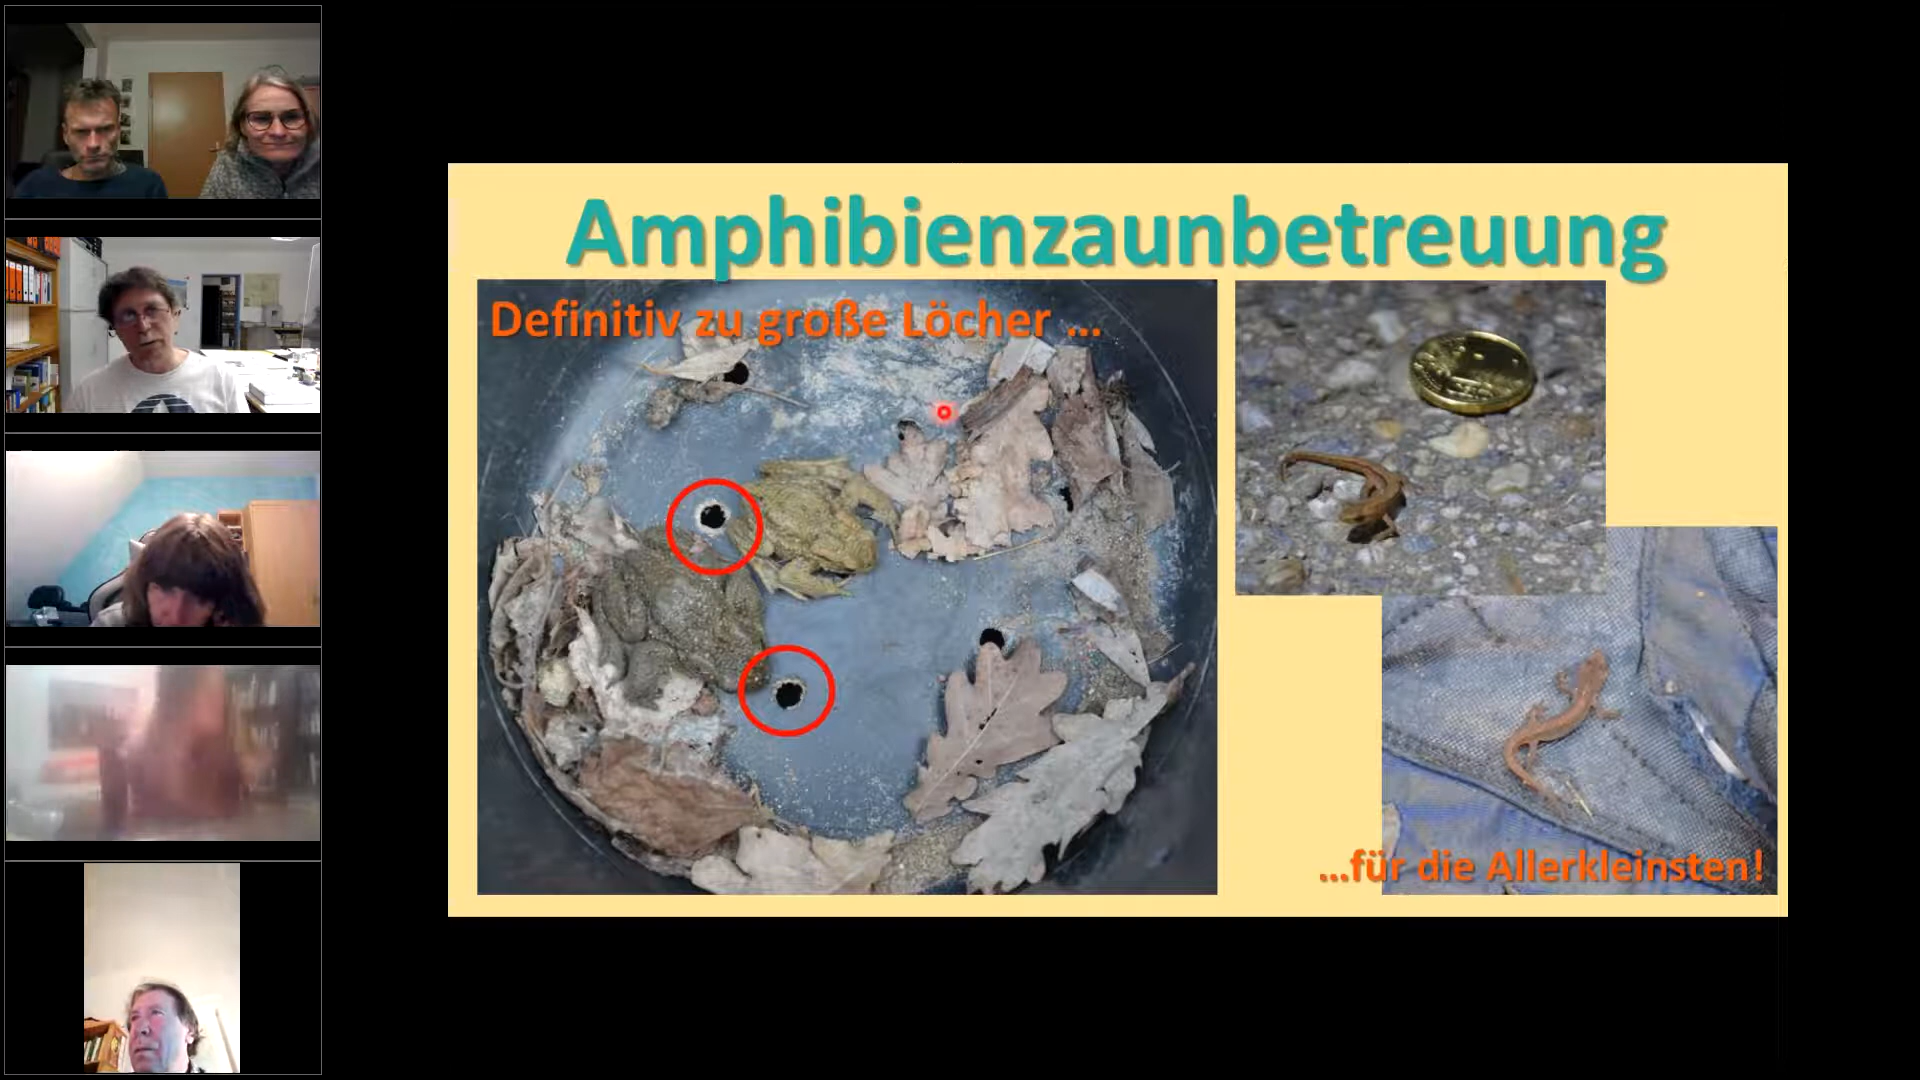 Amphibienzaunbetreuung
Definitiv zu große Löcher ...
...für die Allerkleinsten!